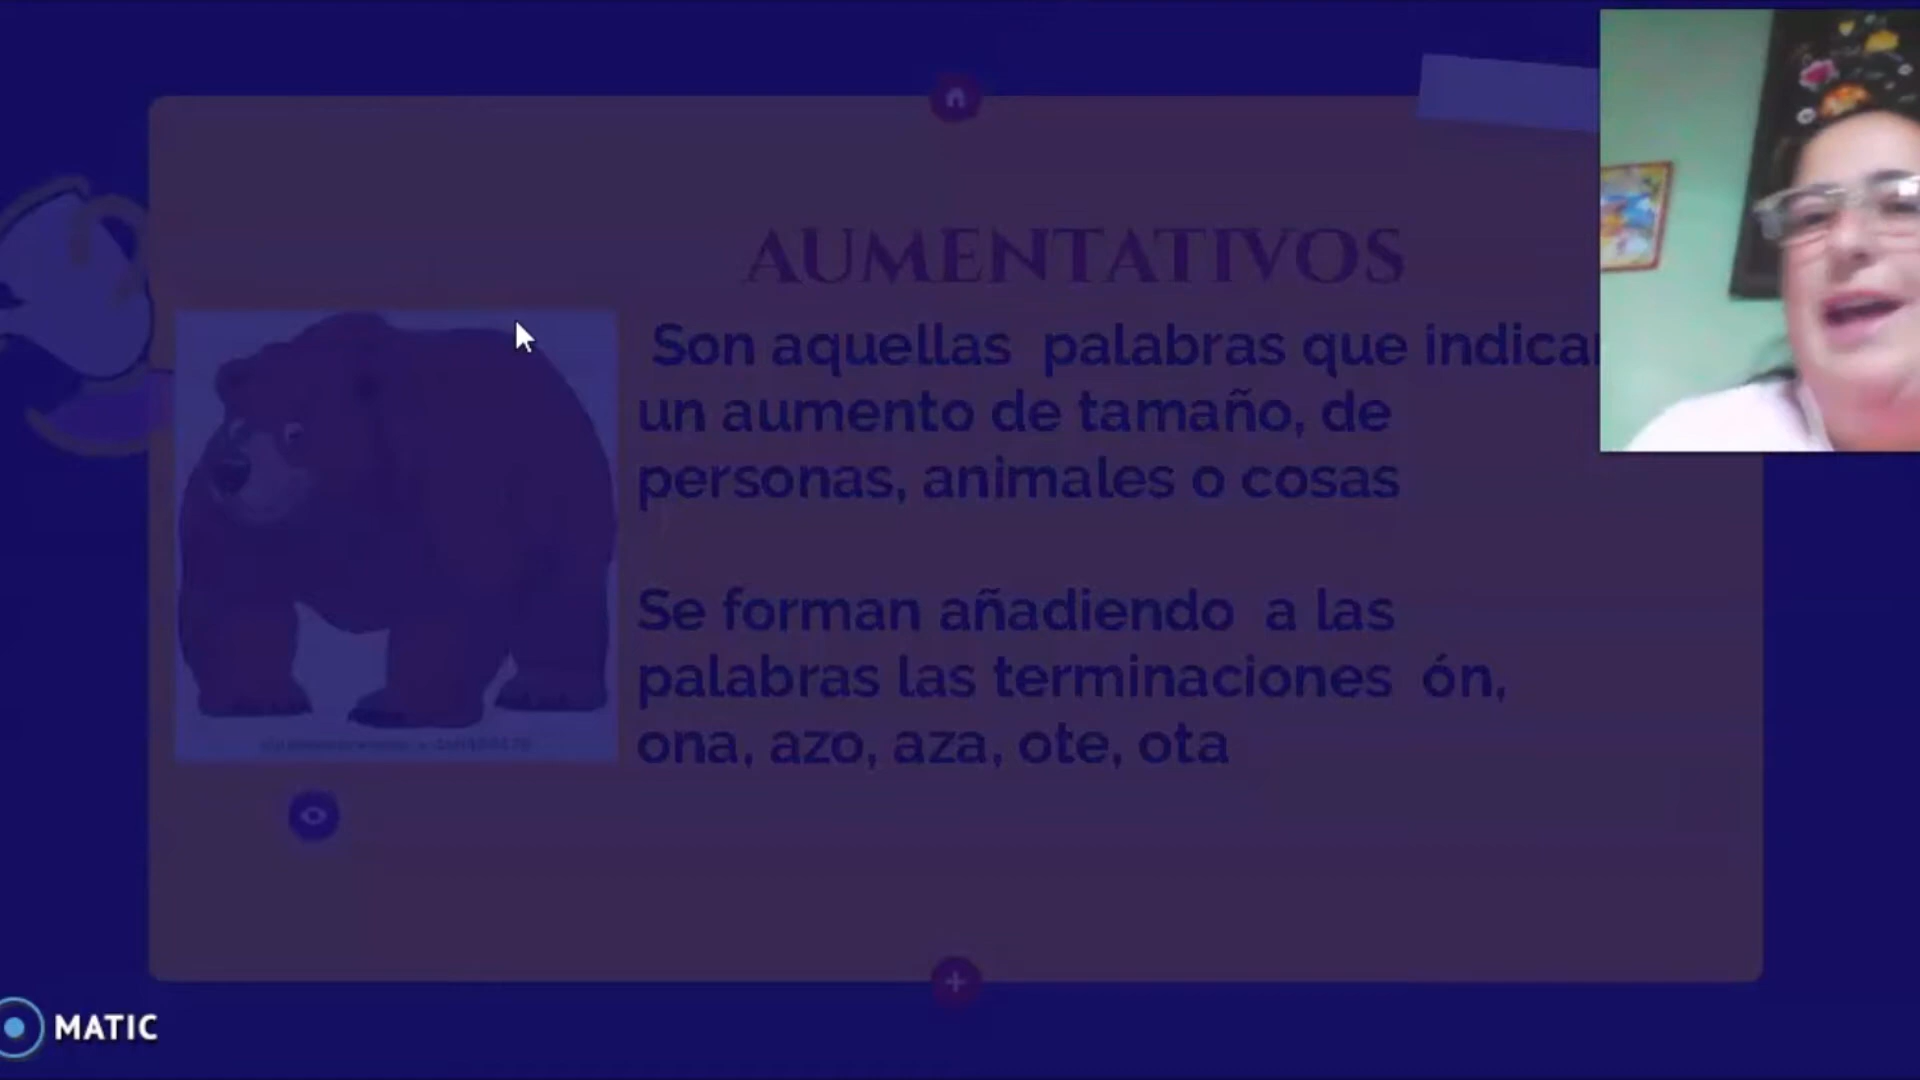 AUMENTATIVOS
Son aquellas palabras que indica
un aumento de tamaño, de
personas, animales o cosas
Se forman añadiendo a las
palabras las terminaciones ón,
ona, azo, aza, ote, ota
MATIC